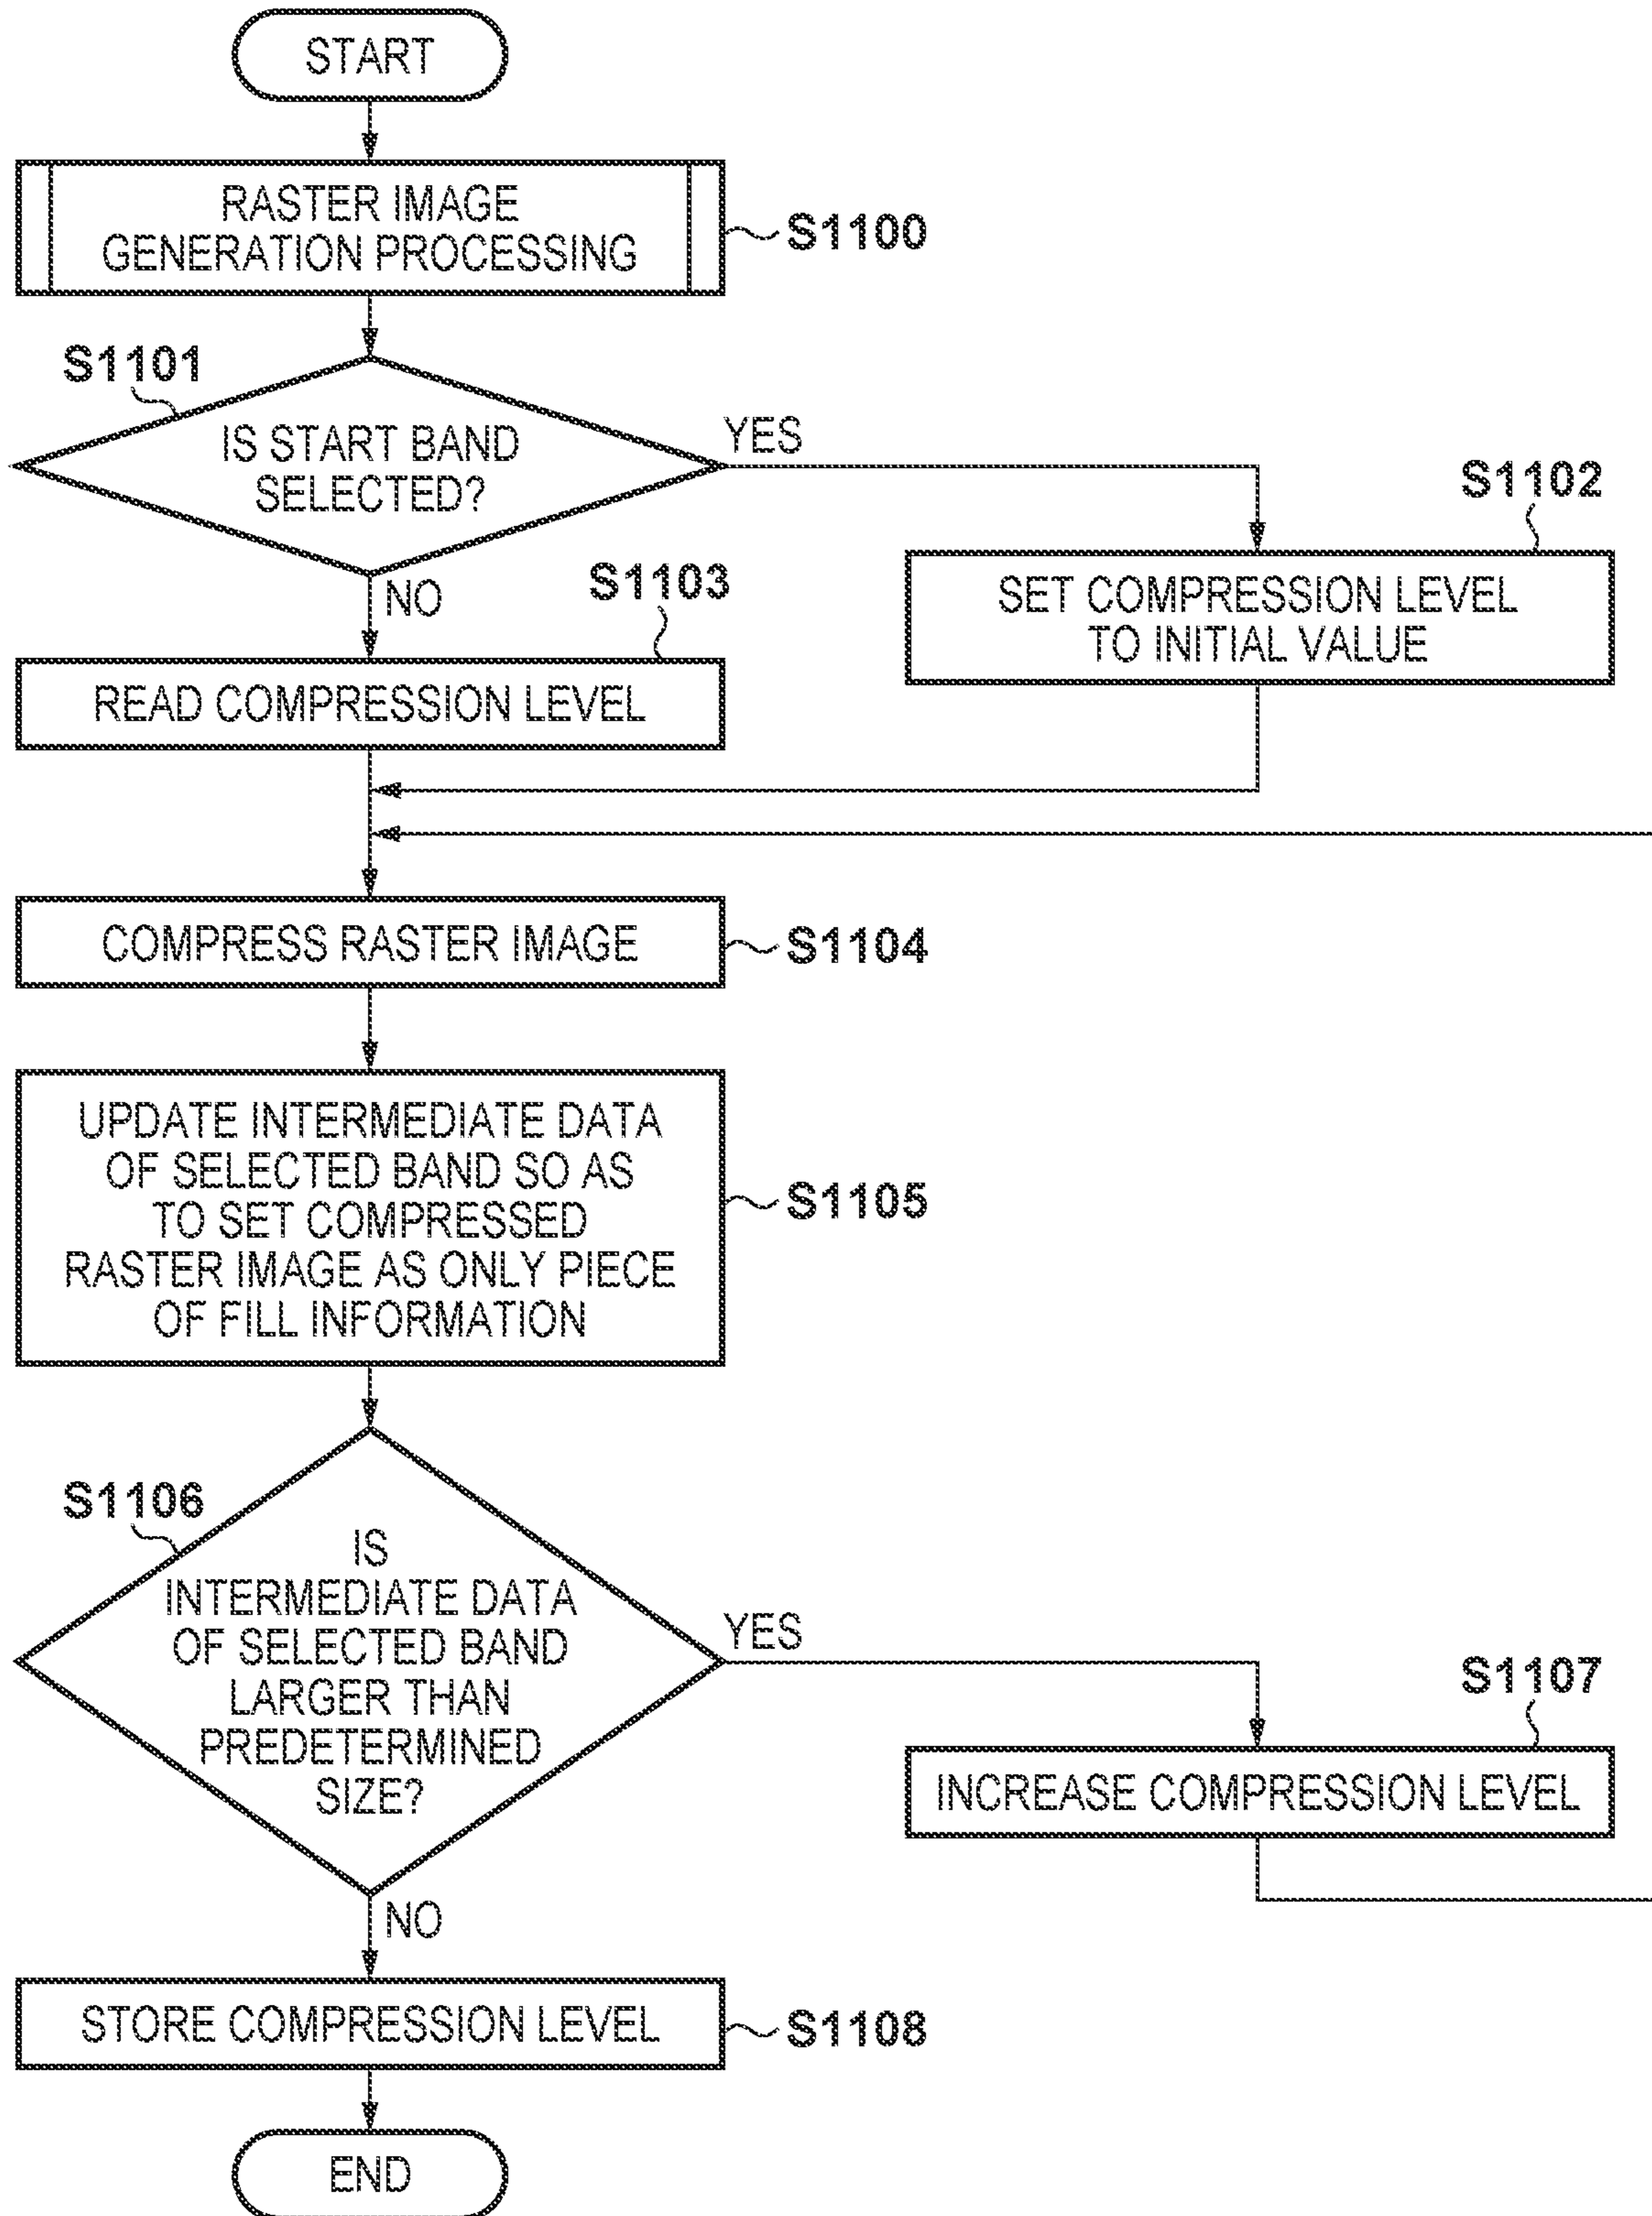 START
RASTER IMAGE
GENERATION PROCESSING
S1100
S1101
IS START BAND
SELECTED?
YES
S1102
SET COMPRESSION LEVEL
TO INITIAL VALUE
NO
S1103
READ COMPRESSION LEVEL
COMPRESS RASTER IMAGE
S1104
UPDATE INTERMEDIATE DATA
OF SELECTED BAND SO AS
TO SET COMPRESSED
RASTER IMAGE AS ONLY PIECE
OF FILL INFORMATION
S1105
S1106
IS
INTERMEDIATE DATA
OF SELECTED BAND
LARGER THAN
PREDETERMINED
SIZE?
YES
S1107
INCREASE COMPRESSION LEVEL
NO
STORE COMPRESSION LEVEL
S1108
END